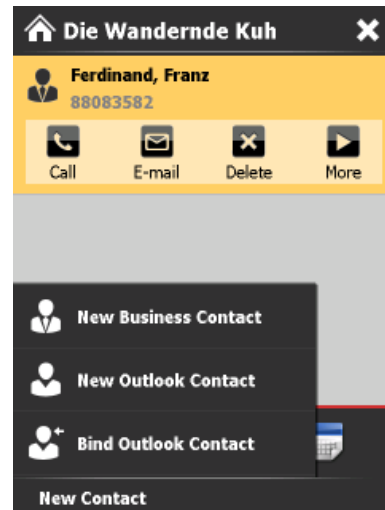 Die Wandernde Kuh
Ferdinand, Franz
88083582
Call E-mail Delete More
New Business Contact
New Outlook Contact
Bind Outlook Contact
New Contact